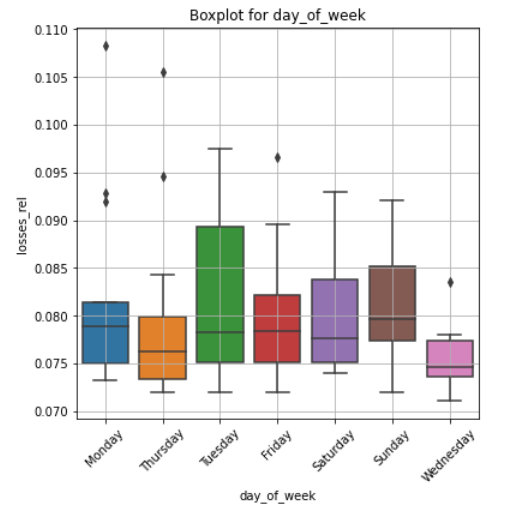 Boxplot for day_of_week
losses_rel
0.110
0.105
0.100
0.095
0.090
0.085
0.080
0.075
0.070
Monday
Thursday
Tuesday
Friday
Saturday
Sunday
Wednesday
day_of_week